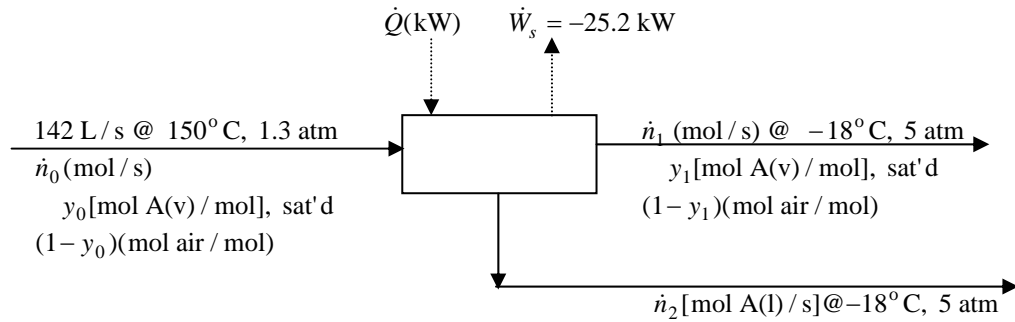 Q̇(kW) Ẇₛ = −25.2 kW
142 L / s @ 150°C, 1.3 atm
ṅ₀(mol / s)
y₀[mol A(v) / mol], sat'd
(1− y₀)(mol air / mol)
ṅ₁(mol / s) @ −18°C, 5 atm
y₁[mol A(v) / mol], sat'd
(1− y₁)(mol air / mol)
ṅ₂[mol A(l) / s]@−18°C, 5 atm